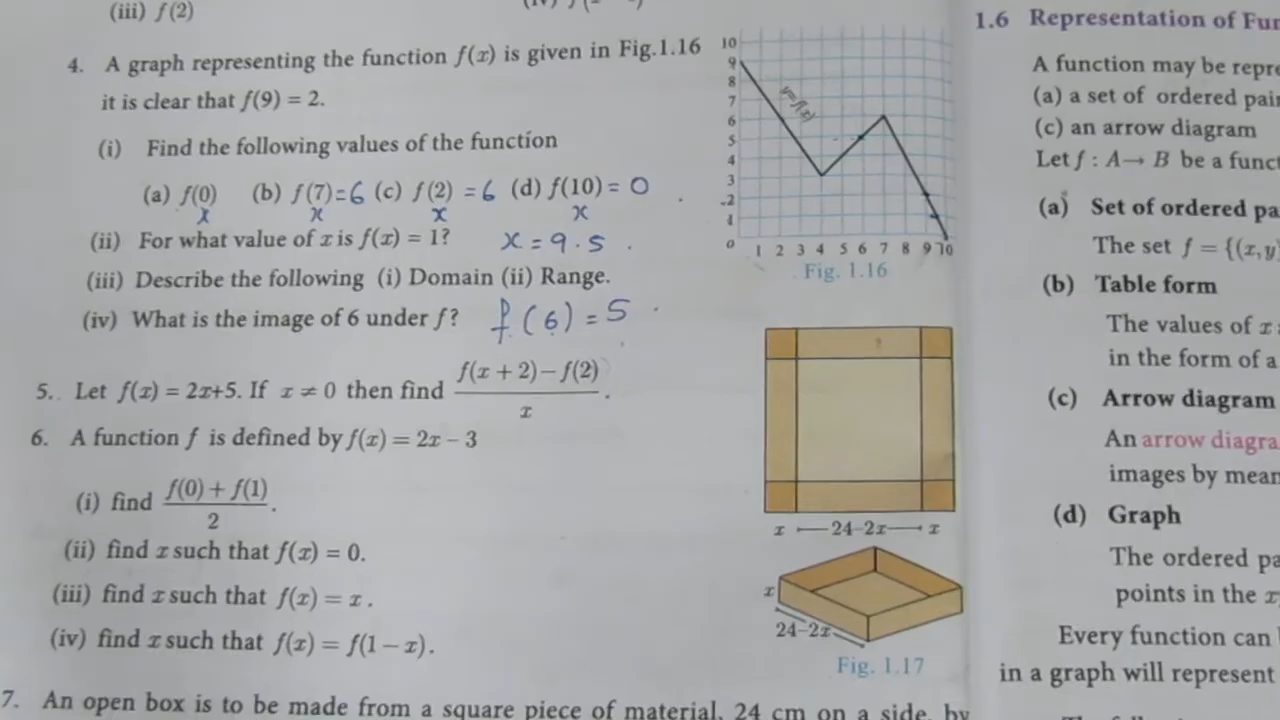 (iii) f(2)
4. A graph representing the function f(x) is given in Fig.1.16
it is clear that f(9) = 2.
(i) Find the following values of the function
(a) f(0) (b) f(7)=6 (c) f(2) =6 (d) f(10)= 0
x x x x
(ii) For what value of x is f(x) = 1? x = 9.5
(iii) Describe the following (i) Domain (ii) Range.
(iv) What is the image of 6 under f? f(6) = 5
5. Let f(x) = 2x+5. If x ≠ 0 then find f(x + 2) – f(2)
x
6. A function f is defined by f(x) = 2x – 3
(i) find f(0) + f(1)
2
(ii) find x such that f(x) = 0.
(iii) find x such that f(x) = x.
(iv) find x such that f(x) = f(1 – x).
7. An open box is to be made from a square piece of material, 24 cm on a side, by
10
9
8
7
6
5
4
3
2
1
0 1 2 3 4 5 6 7 8 9 10
y=f(x)
Fig. 1.16
x 24–2x x
x
24–2x
Fig. 1.17
1.6 Representation of Fun
A function may be repre
(a) a set of ordered pair
(c) an arrow diagram
Let f : A → B be a funct
(a) Set of ordered pa
The set f = {(x,y)
(b) Table form
The values of x
in the form of a
(c) Arrow diagram
An arrow diagra
images by mean
(d) Graph
The ordered pa
points in the x
Every function can
in a graph will represent